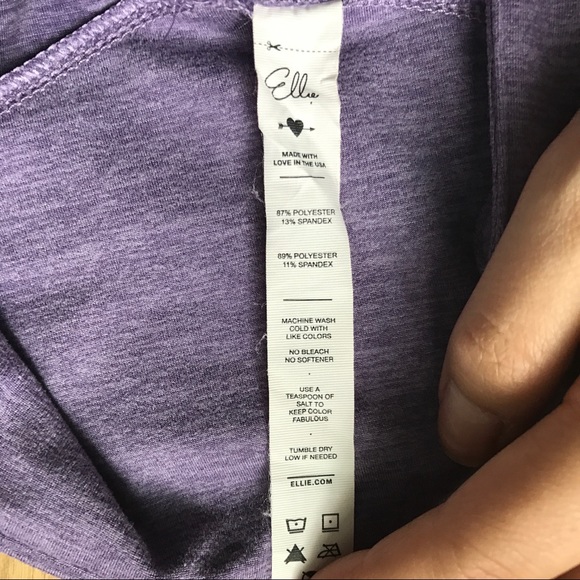 Ellie
MADE WITH
LOVE IN THE USA
87% POLYESTER
13% SPANDEX
89% POLYESTER
11% SPANDEX
MACHINE WASH
COLD WITH
LIKE COLORS
NO BLEACH
NO SOFTENER
USE A
TEASPOON OF
SALT TO
KEEP COLOR
FABULOUS
TUMBLE DRY
LOW IF NEEDED
ELLIE.COM